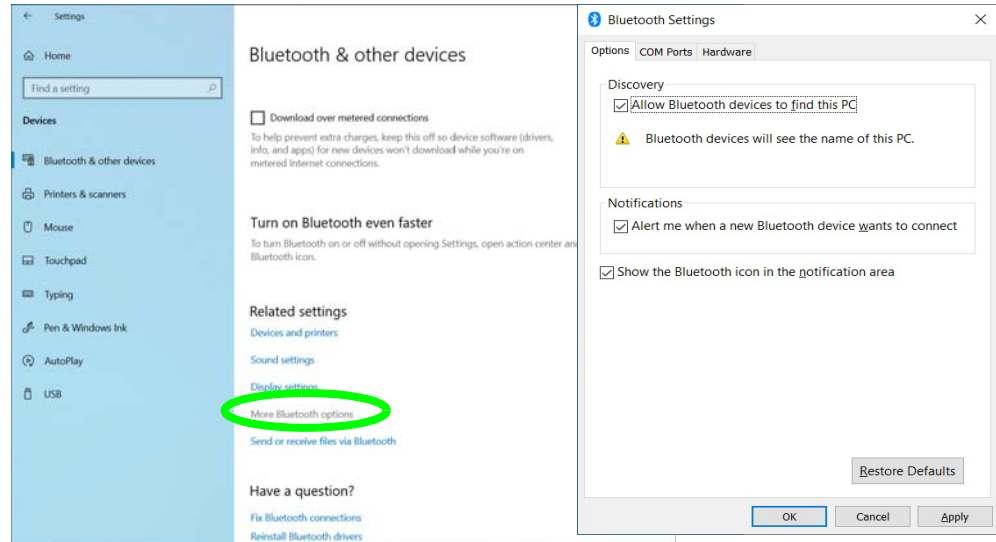 Settings
Home
Find a setting
Devices
Bluetooth & other devices
Printers & scanners
Mouse
Touchpad
Typing
Pen & Windows Ink
AutoPlay
USB
Bluetooth & other devices
Download over metered connections
To help prevent extra charges, keep this off so device software (drivers,
info, and apps) for new devices won't download while you're on
metered Internet connections.
Turn on Bluetooth even faster
To turn Bluetooth on or off without opening Settings, open action center and
Bluetooth icon.
Related settings
Devices and printers
Sound settings
Display settings
More Bluetooth options
Send or receive files via Bluetooth
Have a question?
Fix Bluetooth connections
Reinstall Bluetooth drivers
Bluetooth Settings
Options COM Ports Hardware
Discovery
Allow Bluetooth devices to find this PC
Bluetooth devices will see the name of this PC.
Notifications
Alert me when a new Bluetooth device wants to connect
Show the Bluetooth icon in the notification area
Restore Defaults
OK Cancel Apply